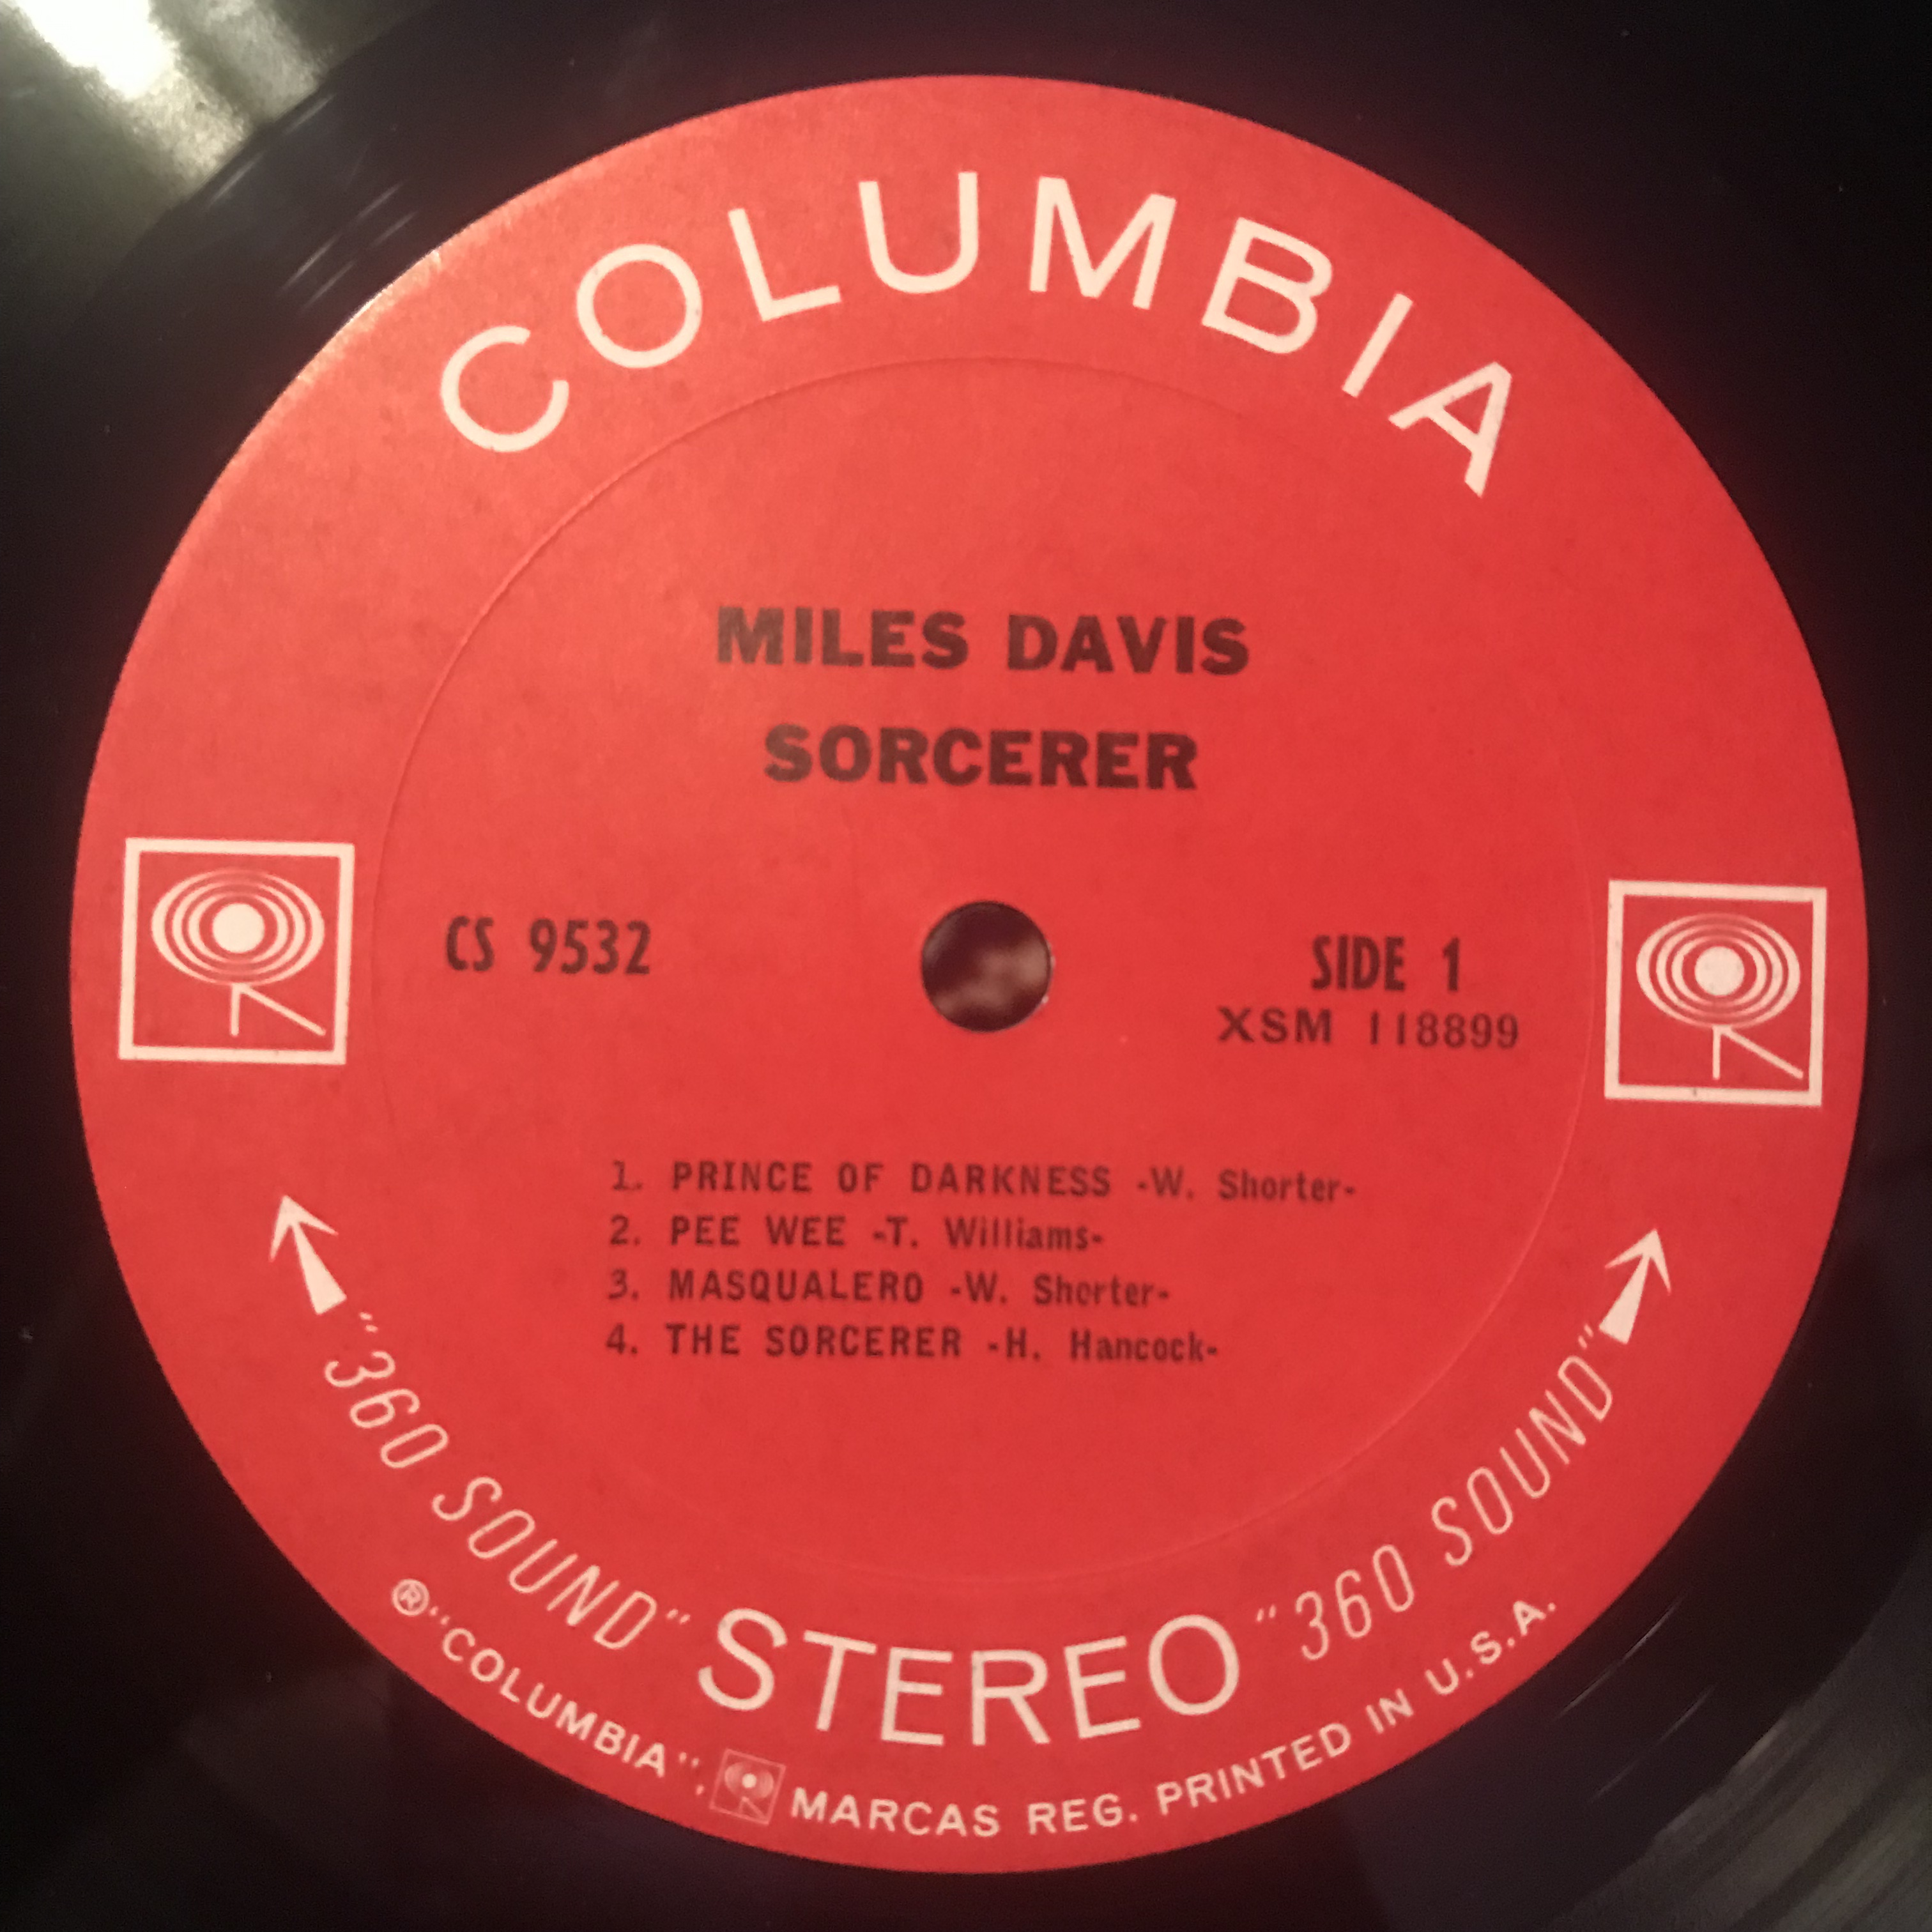 COLUMBIA
MILES DAVIS
SORCERER
CS 9532
SIDE 1
XSM 118899
1. PRINCE OF DARKNESS -W. Shorter-
2. PEE WEE -T. Williams-
3. MASQUALERO -W. Shorter-
4. THE SORCERER -H. Hancock-
"360 SOUND" STEREO "360 SOUND"
® "COLUMBIA", MARCAS REG. PRINTED IN U.S.A.